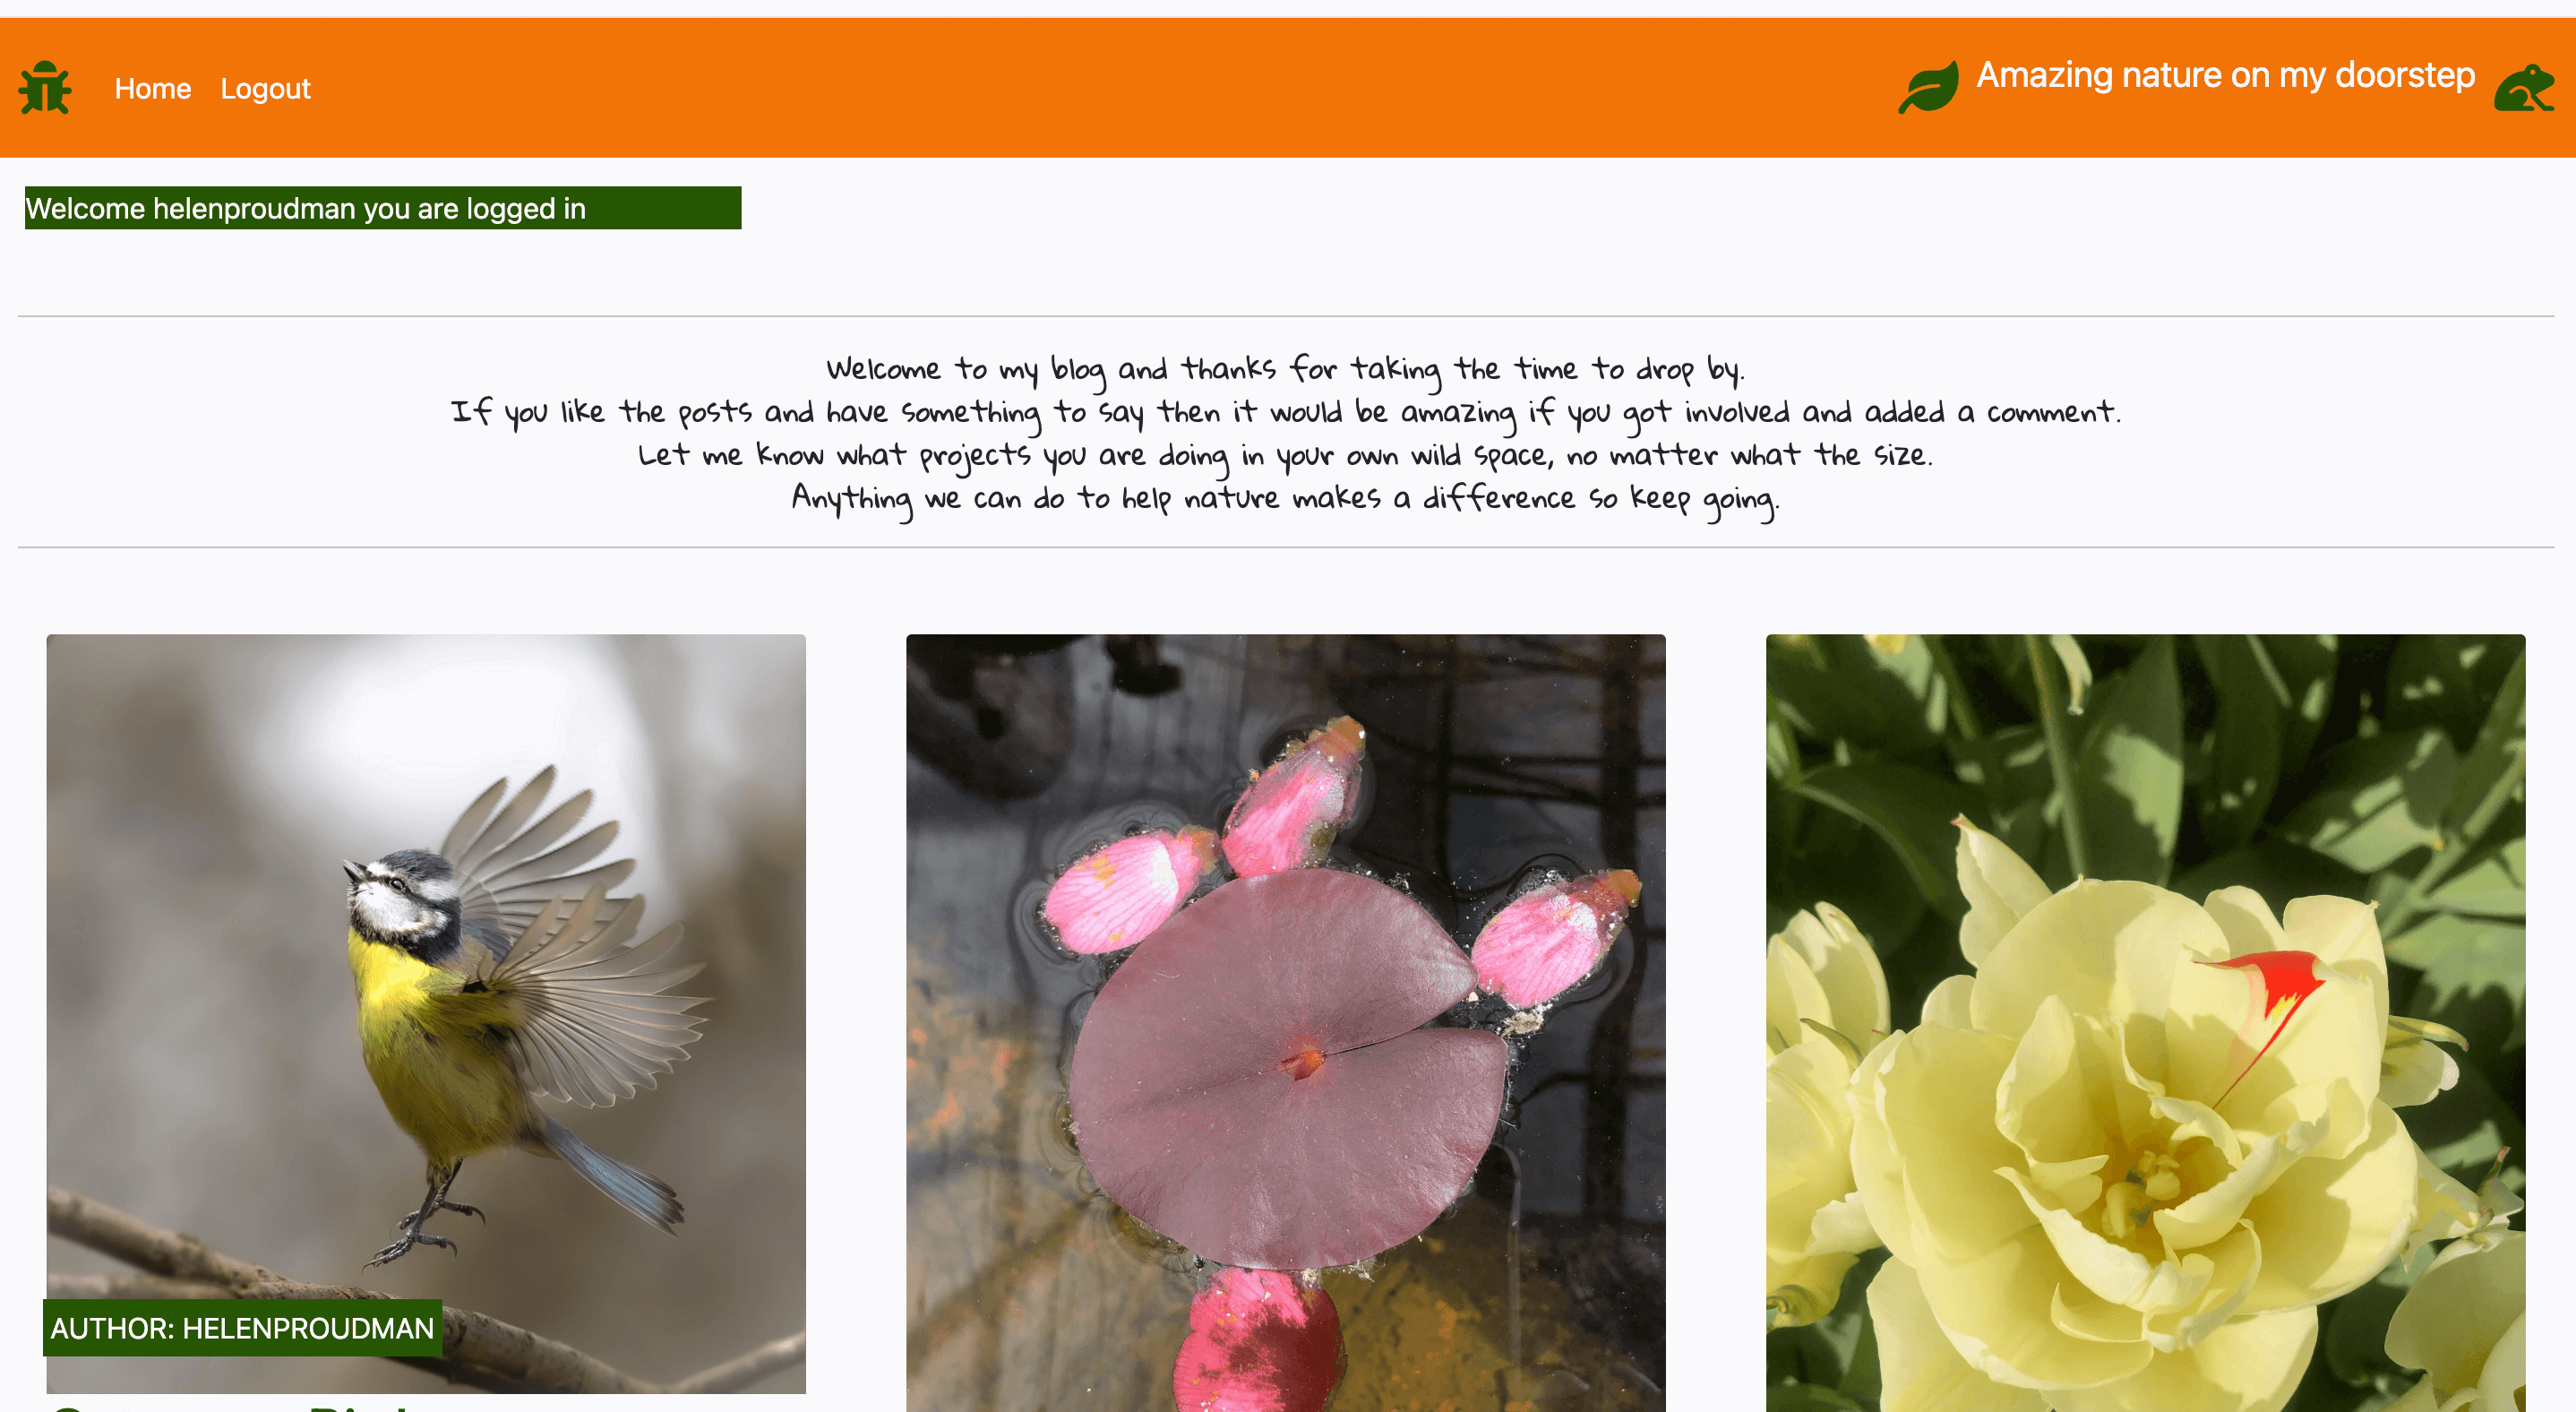 Home Logout
Amazing nature on my doorstep
Welcome helenproudman you are logged in
Welcome to my blog and thanks for taking the time to drop by.
If you like the posts and have something to say then it would be amazing if you got involved and added a comment.
Let me know what projects you are doing in your own wild space, no matter what the size.
Anything we can do to help nature makes a difference so keep going.
AUTHOR: HELENPROUDMAN